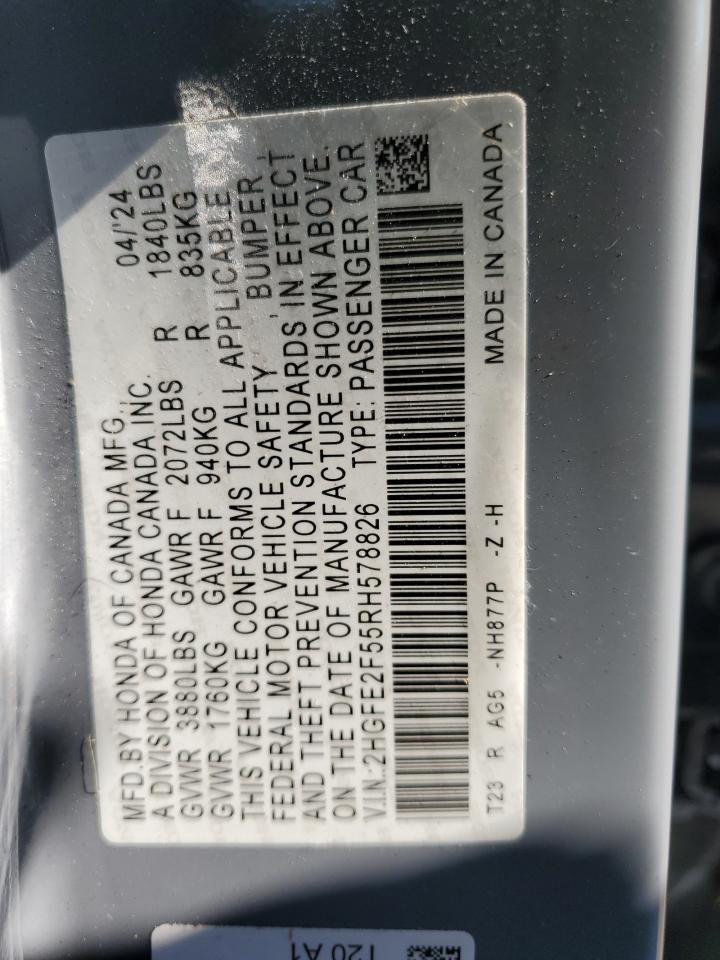 MFD.BY HONDA OF CANADA MFG., 04/'24
A DIVISION OF HONDA CANADA INC.
GVWR 3880LBS GAWR F 2072LBS R 1840LBS
GVWR 1760KG GAWR F 940KG R 835KG
THIS VEHICLE CONFORMS TO ALL APPLICABLE
FEDERAL MOTOR VEHICLE SAFETY, BUMPER,
AND THEFT PREVENTION STANDARDS IN EFFECT
ON THE DATE OF MANUFACTURE SHOWN ABOVE.
V.I.N.:2HGFE2F55RH578826 TYPE: PASSENGER CAR
T23 R AG5 -NH877P -Z -H MADE IN CANADA
T20 A1